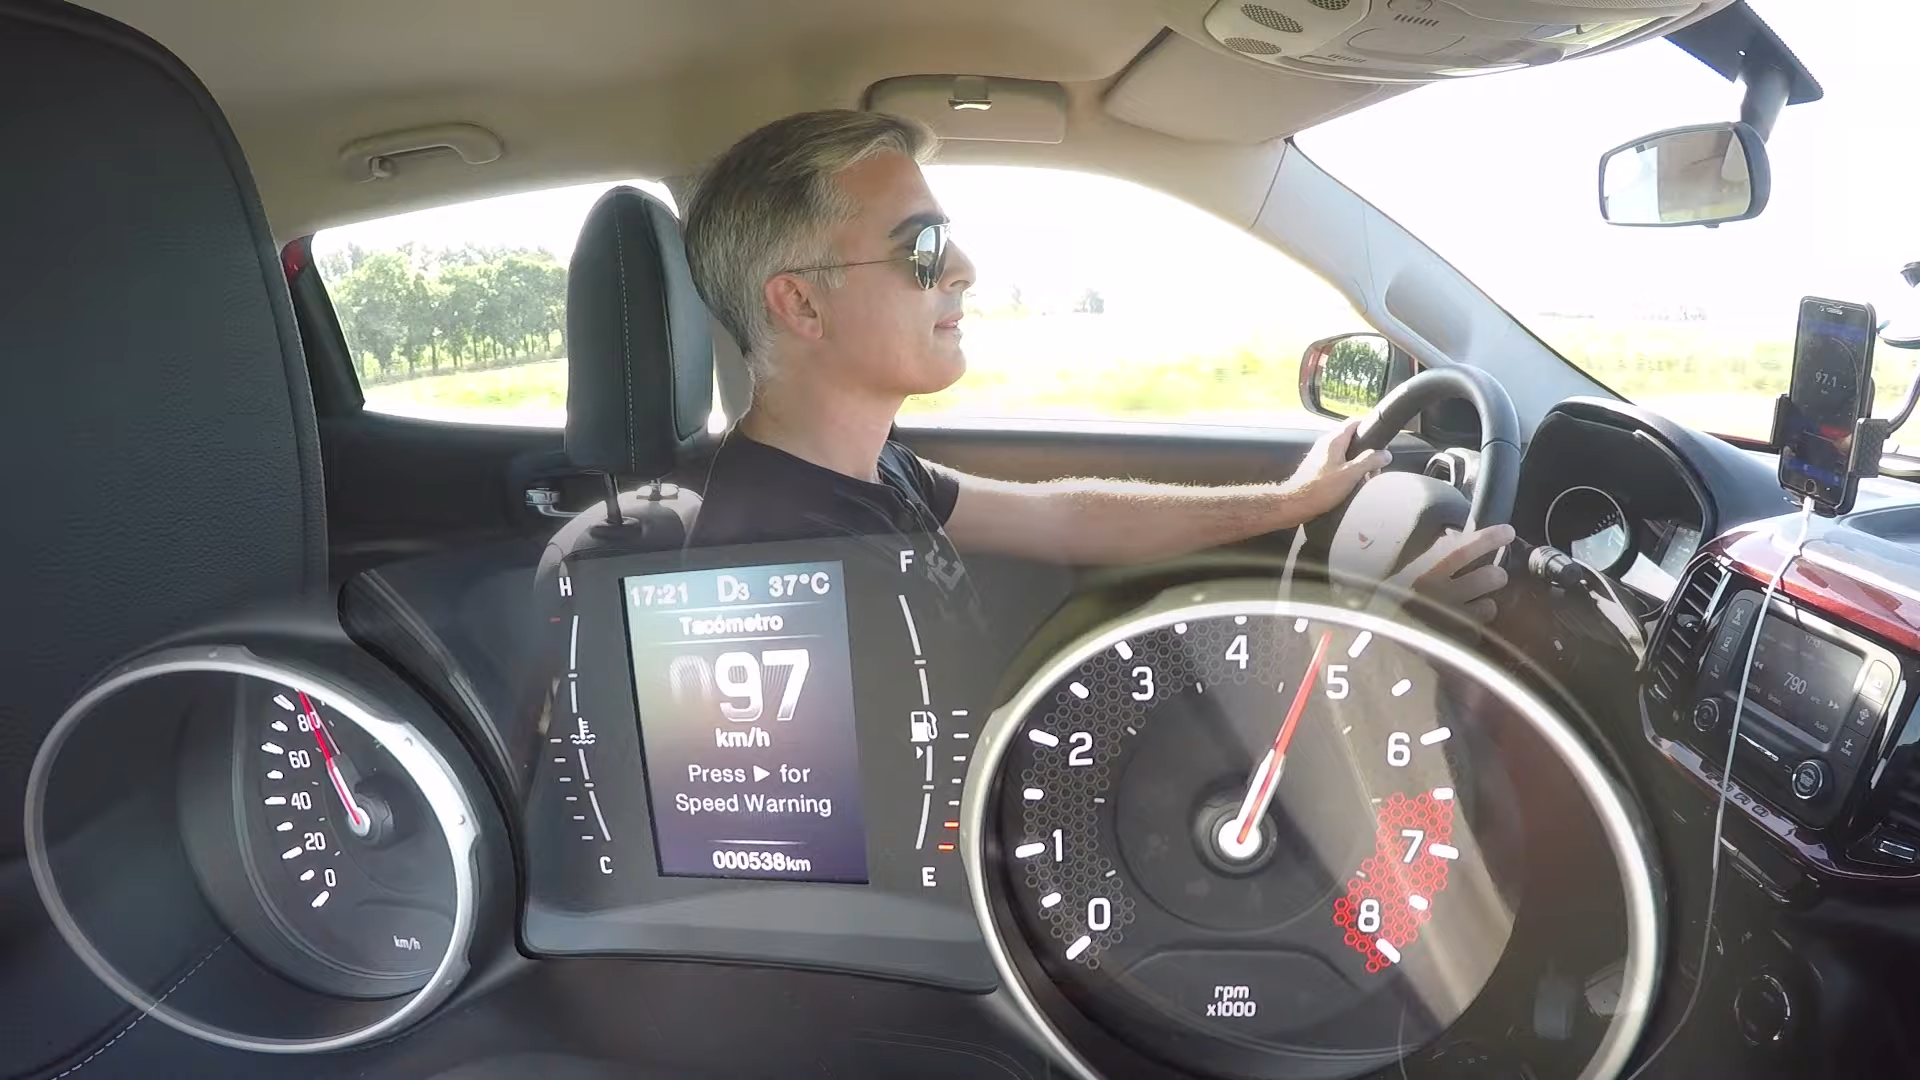 97.1
790
17:21 D3 37°C
Tacómetro
97
km/h
Press ▶ for
Speed Warning
000538km
H
C
F
E
80
60
40
20
0
km/h
0
1
2
3
4
5
6
7
8
rpm
x1000